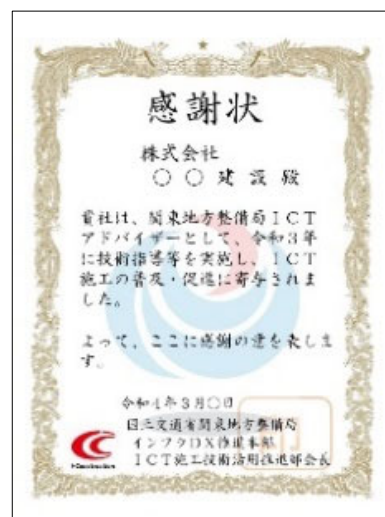 感謝状
株式会社
○○建設殿
貴社は、関東地方整備局ICT
アドバイザーとして、令和3年
に技術指導等を実施し、ICT
施工の普及・促進に寄与されま
した。
よって、ここに感謝の意を表しま
す。
令和4年3月○日
国土交通省関東地方整備局
インフラDX推進本部
ICT施工技術活用推進部会長
i-Construction